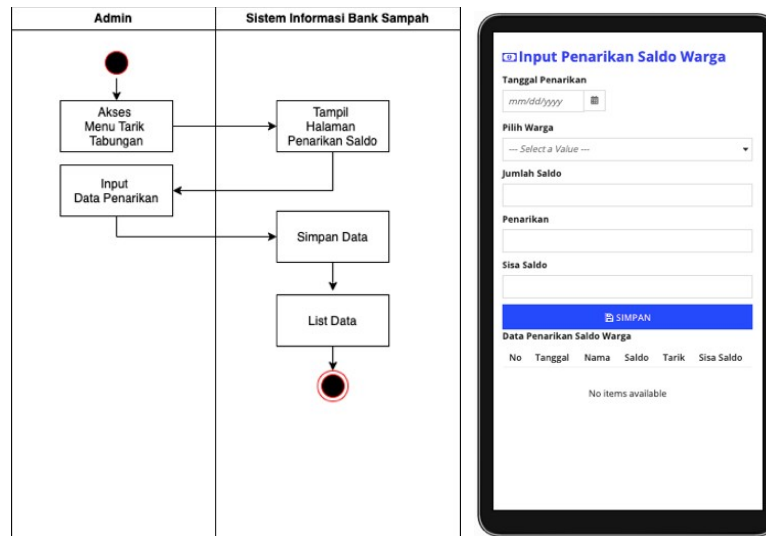 Admin
Sistem Informasi Bank Sampah
Akses
Menu Tarik
Tabungan
Tampil
Halaman
Penarikan Saldo
Input
Data Penarikan
Simpan Data
List Data
Input Penarikan Saldo Warga
Tanggal Penarikan
mm/dd/yyyy
Pilih Warga
--- Select a Value ---
Jumlah Saldo
Penarikan
Sisa Saldo
SIMPAN
Data Penarikan Saldo Warga
No Tanggal Nama Saldo Tarik Sisa Saldo
No items available